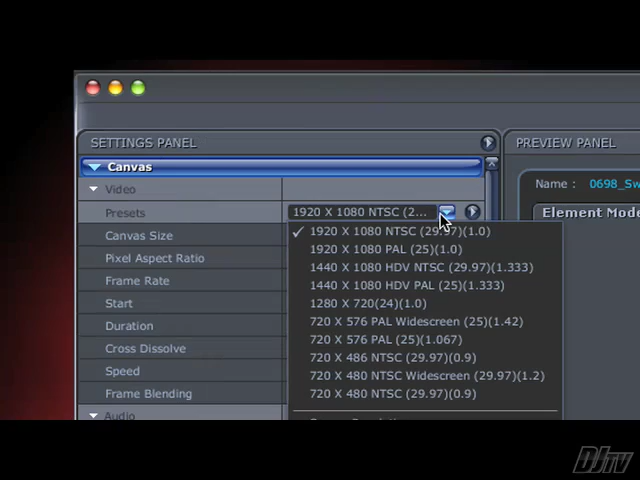 SETTINGS PANEL
PREVIEW PANEL
Canvas
Video
Name : 0698_Sw
Presets
1920 X 1080 NTSC (2...
Element Mode
Canvas Size
1920 X 1080 NTSC (29.97)(1.0)
1920 X 1080 PAL (25)(1.0)
Pixel Aspect Ratio
1440 X 1080 HDV NTSC (29.97)(1.333)
Frame Rate
1440 X 1080 HDV PAL (25)(1.333)
Start
1280 X 720(24)(1.0)
Duration
720 X 576 PAL Widescreen (25)(1.42)
720 X 576 PAL (25)(1.067)
Cross Dissolve
720 X 486 NTSC (29.97)(0.9)
Speed
720 X 480 NTSC Widescreen (29.97)(1.2)
Frame Blending
720 X 480 NTSC (29.97)(0.9)
Audio
DJTV